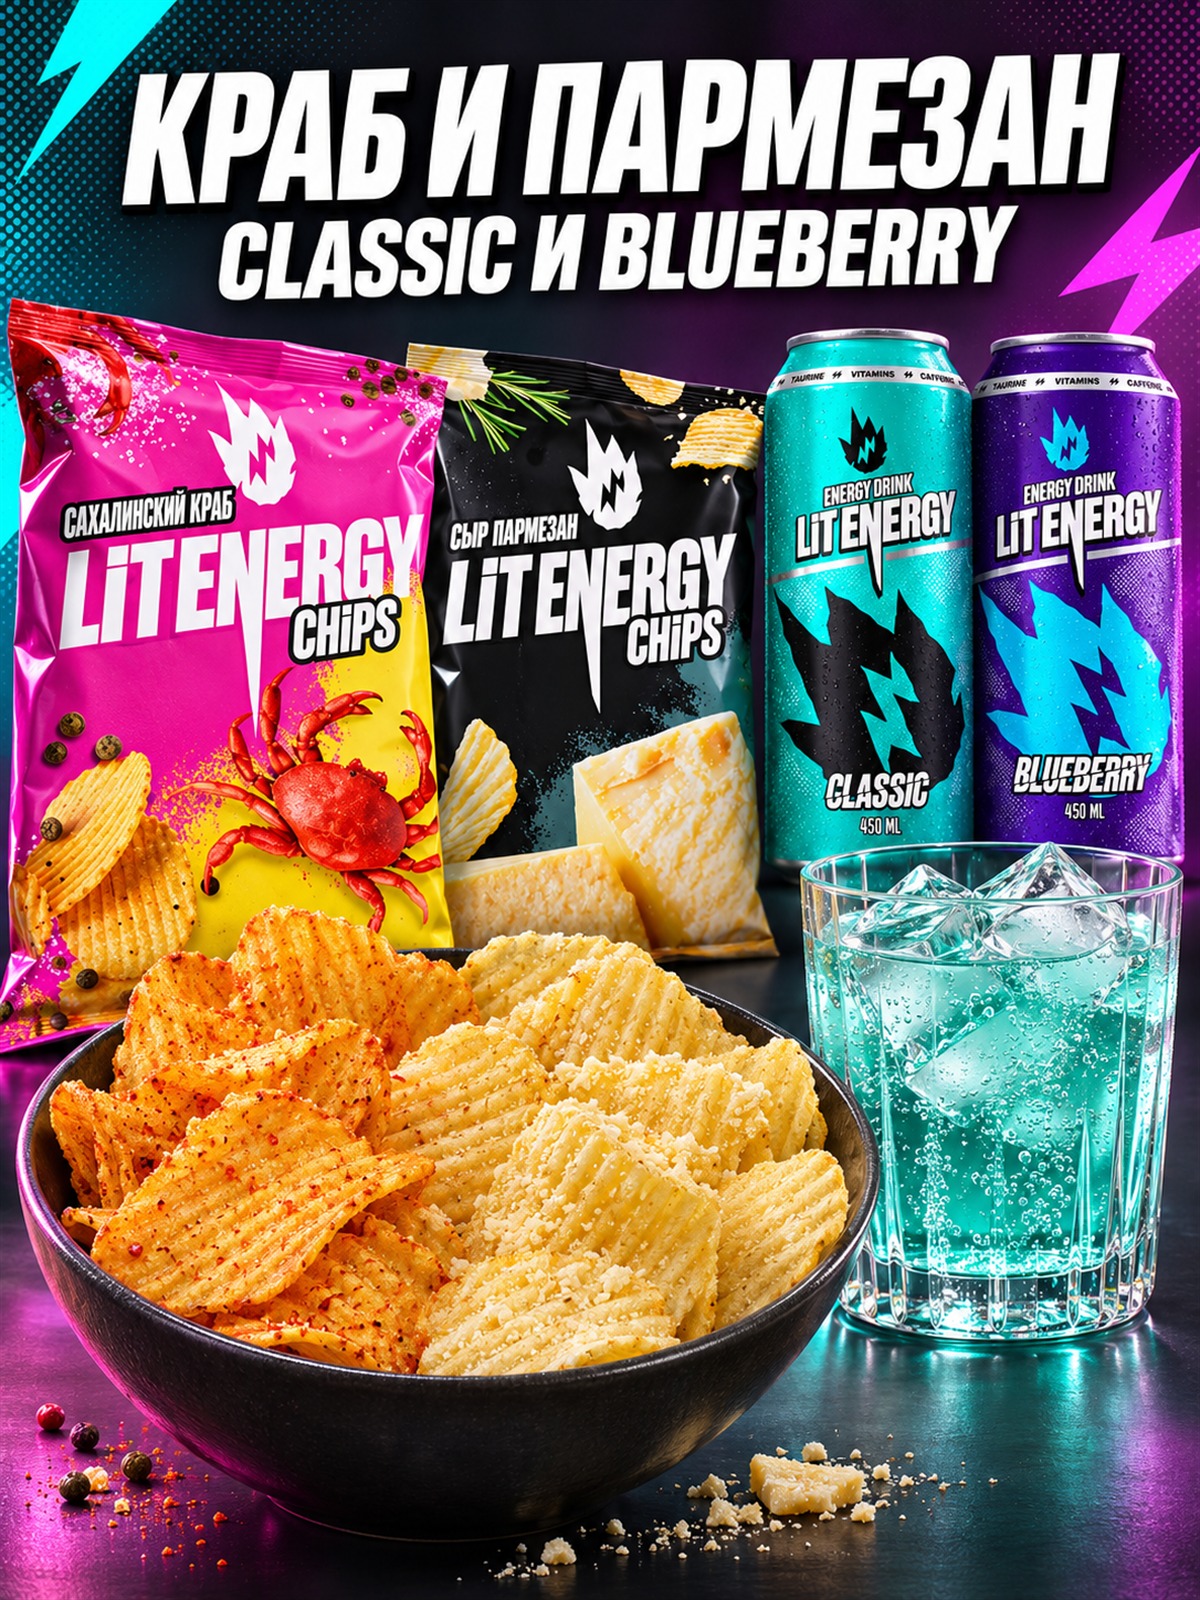 КРАБ И ПАРМЕЗАН
CLASSIC И BLUEBERRY
САХАЛИНСКИЙ КРАБ
LiTENERGY
CHiPS
СЫР ПАРМЕЗАН
LiTENERGY
CHiPS
TAURINE VITAMINS CAFFEINE
ENERGY DRINK
LiT ENERGY
CLASSIC
450 ML
TAURINE VITAMINS CAFFEINE
ENERGY DRINK
LiT ENERGY
BLUEBERRY
450 ML